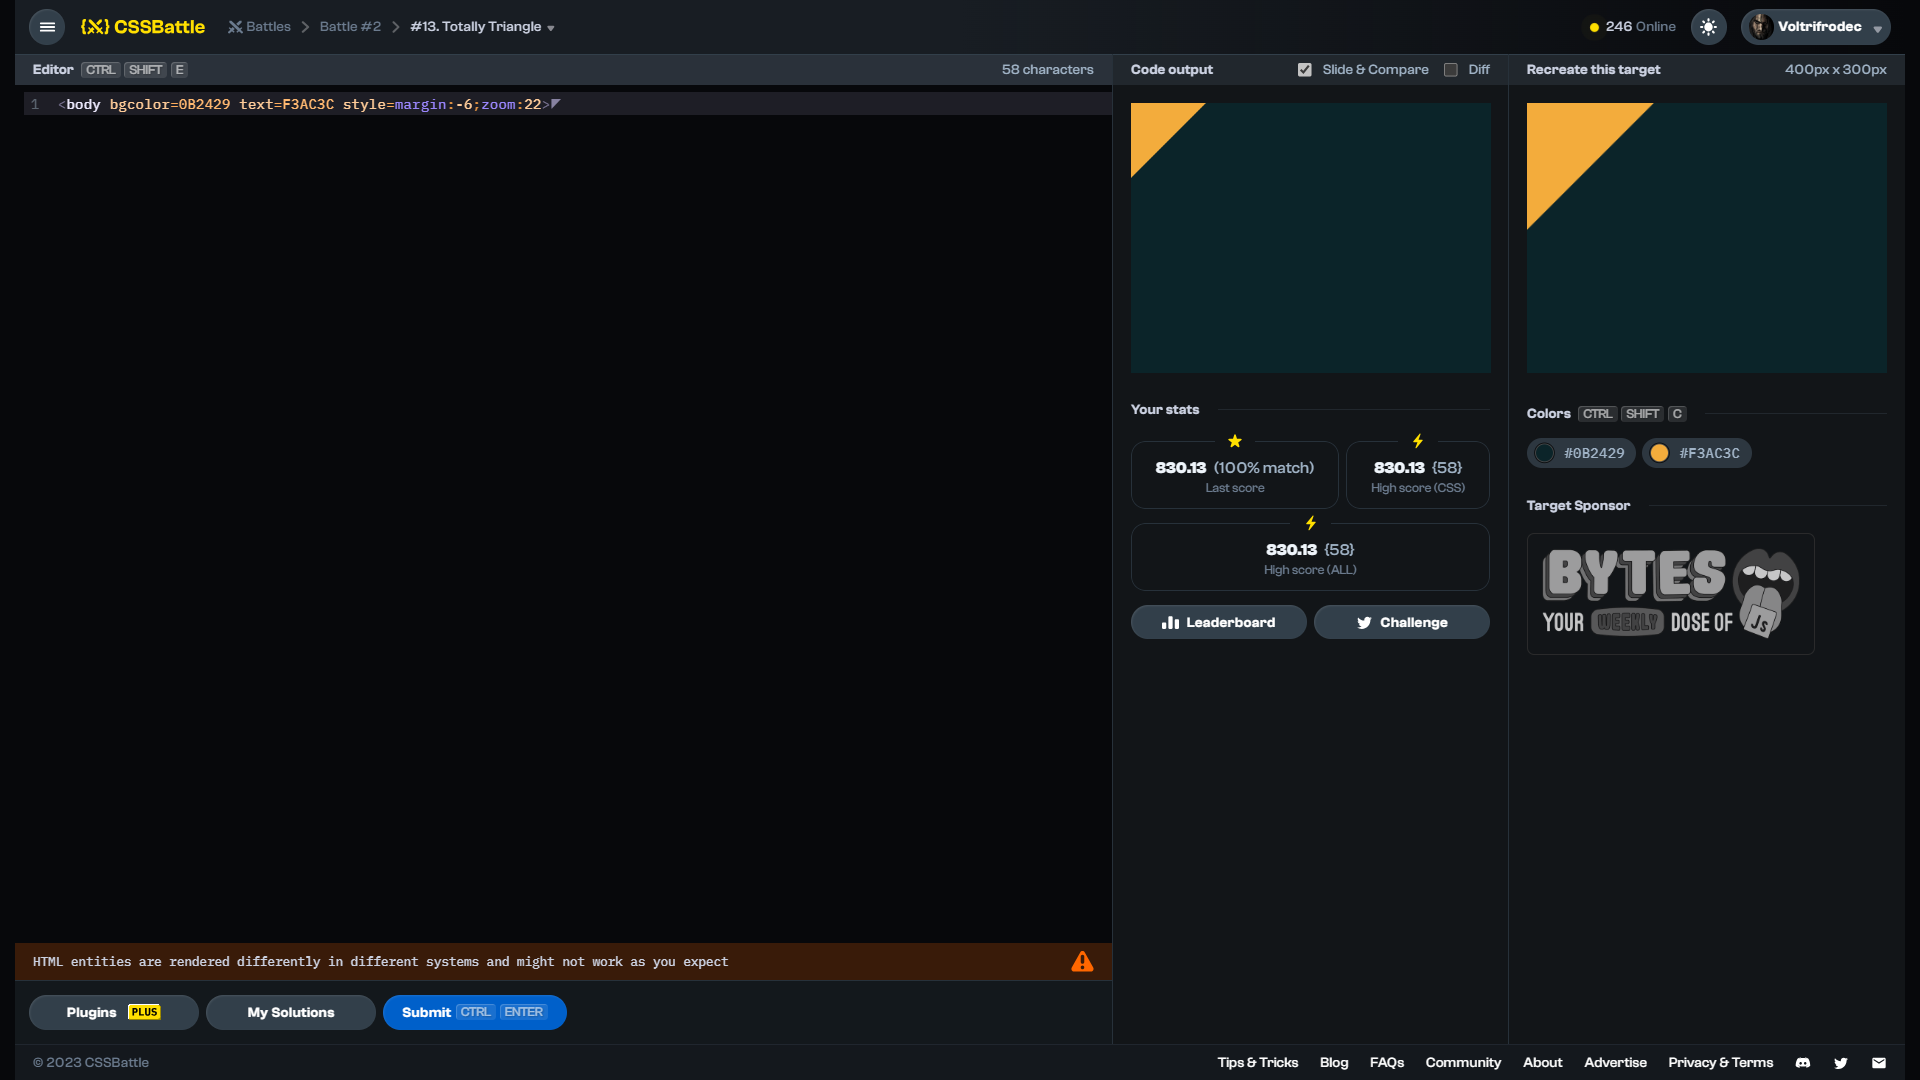 {X} CSSBattle
Battles
Battle #2
#13. Totally Triangle
246 Online
Voltrifrodec
Editor CTRL SHIFT E
58 characters
Code output
Slide & Compare
Diff
Recreate this target
400px x 300px
1 <body bgcolor=0B2429 text=F3AC3C style=margin:-6;zoom:22>◤
Your stats
830.13 (100% match)
Last score
830.13 {58}
High score (CSS)
830.13 {58}
High score (ALL)
Leaderboard
Challenge
Colors CTRL SHIFT C
#0B2429
#F3AC3C
Target Sponsor
BYTES
YOUR WEEKLY DOSE OF JS
HTML entities are rendered differently in different systems and might not work as you expect
Plugins PLUS
My Solutions
Submit CTRL ENTER
© 2023 CSSBattle
Tips & Tricks
Blog
FAQs
Community
About
Advertise
Privacy & Terms